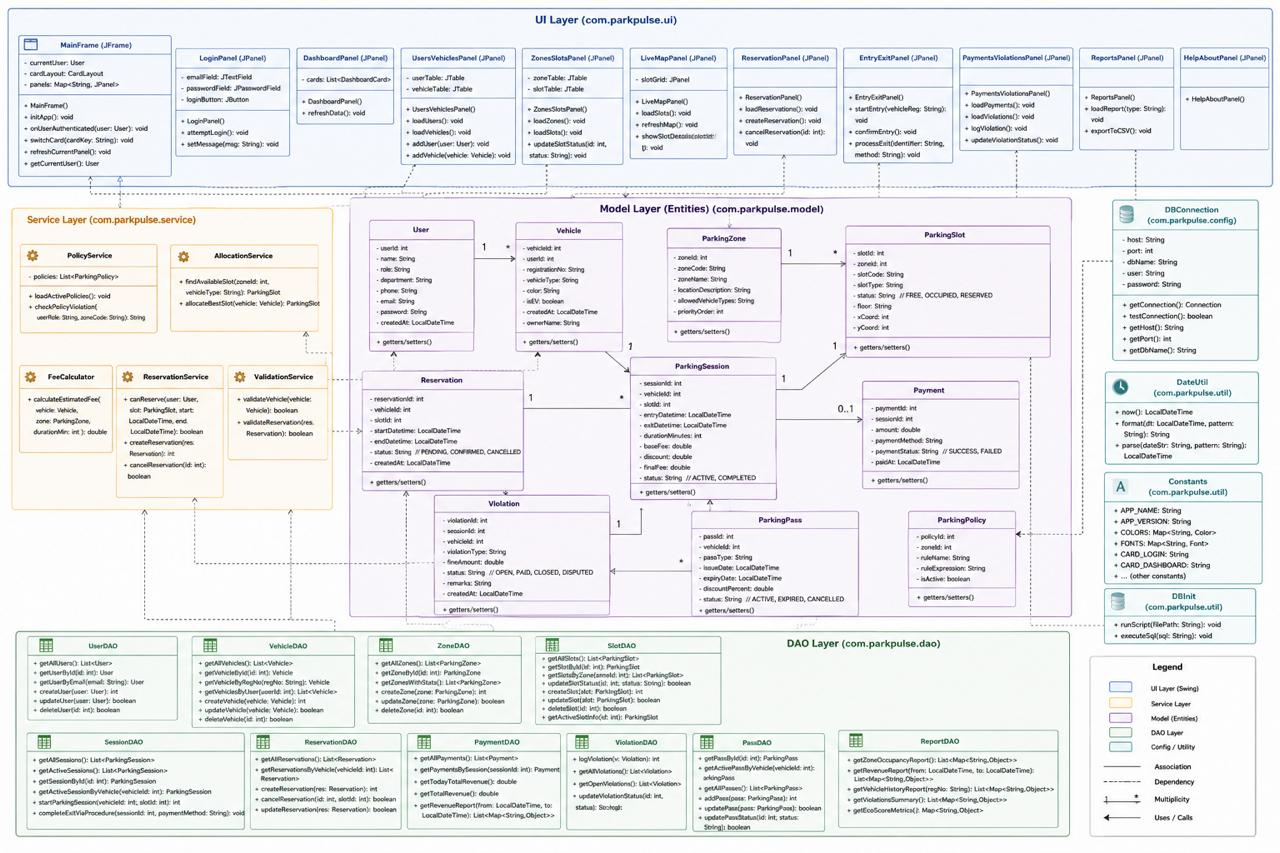 UI Layer (com.parkpulse.ui)
MainFrame (JFrame)
- currentUser: User
- cardLayout: CardLayout
- panels: Map<String, JPanel>
+ MainFrame()
+ initApp(): void
+ onUserAuthenticated(user: User): void
+ switchCard(cardKey: String): void
+ refreshCurrentPanel(): void
+ getCurrentUser(): User
LoginPanel (JPanel)
- emailField: JTextField
- passwordField: JPasswordField
- loginButton: JButton
+ LoginPanel()
+ attemptLogin(): void
+ setMessage(msg: String): void
DashboardPanel (JPanel)
- cards: List<DashboardCard>
+ DashboardPanel()
+ refreshData(): void
UsersVehiclesPanel (JPanel)
- userTable: JTable
- vehicleTable: JTable
+ UsersVehiclesPanel()
+ loadUsers(): void
+ loadVehicles(): void
+ addUser(user: User): void
+ addVehicle(vehicle: Vehicle): void
ZonesSlotsPanel (JPanel)
- zoneTable: JTable
- slotTable: JTable
+ ZonesSlotsPanel()
+ loadZones(): void
+ loadSlots(): void
+ updateSlotStatus(id: int,
status: String): void
LiveMapPanel (JPanel)
- slotGrid: JPanel
+ LiveMapPanel()
+ loadSlots(): void
+ refreshMap(): void
): void
ReservationPanel (JPanel)
+ ReservationPanel()
+ loadReservations(): void
+ createReservation(): void
+ cancelReservation(id: int):
void
EntryExitPanel (JPanel)
+ EntryExitPanel()
+ startEntry(vehicleReg: String):
void
+ confirmEntry(): void
+ processExit(identifier: String,
method: String): void
PaymentsViolationsPanel (JPanel)
+ PaymentsViolationsPanel()
+ loadPayments(): void
+ loadViolations(): void
+ logViolation(): void
+ updateViolationStatus(): void
ReportsPanel (JPanel)
+ ReportsPanel()
+ loadReport(type: String):
void
+ exportToCSV(): void
HelpAboutPanel (JPanel)
+ HelpAboutPanel()
Service Layer (com.parkpulse.service)
PolicyService
- policies: List<ParkingPolicy>
+ loadActivePolicies(): void
+ checkPolicyViolation(
userRole: String, zoneCode: String): String
AllocationService
+ findAvailableSlot(zoneId: int,
vehicleType: String): ParkingSlot
+ allocateBestSlot(vehicle: Vehicle): ParkingSlot
FeeCalculator
+ calculateEstimatedFee(
vehicle: Vehicle,
zone: ParkingZone,
durationMin: int ): double
ReservationService
+ canReserve(user: User,
slot: ParkingSlot, start:
LocalDateTime, end.
LocalDateTime): boolean
+ createReservation(res:
Reservation): int
+ cancelReservation(id: int):
boolean
ValidationService
+ validateVehicle(vehicle:
Vehicle): boolean
+ validateReservation(res.
Reservation): boolean
Model Layer (Entities) (com.parkpulse.model)
User
- userId: int
- name: String
- role: String
- department: String
- phone: String
- email: String
- password: String
- createdAt: LocalDateTime
+ getters/setters()
1 *
Vehicle
- vehicleId: int
- userId: int
- registrationNo: String
- vehicleType: String
- color: String
- isEV: boolean
- createdAt: LocalDateTime
- ownerName: String
+ getters/setters()
1
ParkingZone
- zoneId: int
- zoneCode: String
- zoneName: String
- locationDescription: String
- allowedVehicleTypes: String
- priorityOrder: int
+ getters/setters()
1 *
ParkingSlot
- slotId: int
- zoneId: int
- slotCode: String
- slotType: String
- status: String // FREE, OCCUPIED, RESERVED
- floor: String
- xCoord: int
- yCoord: int
+ getters/setters()
1
Reservation
- reservationId: int
- vehicleId: int
- slotId: int
- startDatetime: LocalDateTime
- endDatetime: LocalDateTime
- status: String // PENDING, CONFIRMED, CANCELLED
- createdAt: LocalDateTime
+ getters/setters()
1 *
ParkingSession
- sessionId: int
- vehicleId: int
- slotId: int
- entryDatetime: LocalDateTime
- exitDatetime: LocalDateTime
- durationMinutes: int
- baseFee: double
- discount: double
- finalFee: double
- status: String // ACTIVE, COMPLETED
+ getters/setters()
1
0..1
Payment
- paymentId: int
- sessionId: int
- amount: double
- paymentMethod: String
- paymentStatus: String // SUCCESS, FAILED
- paidAt: LocalDateTime
+ getters/setters()
Violation
- violationId: int
- sessionId: int
- vehicleId: int
- violationType: String
- fineAmount: double
- status: String // OPEN, PAID, CLOSED, DISPUTED
- remarks: String
- createdAt: LocalDateTime
+ getters/setters()
1
*
ParkingPass
- passId: int
- vehicleId: int
- passType: String
- issueDate: LocalDateTime
- expiryDate: LocalDateTime
- discountPercent: double
- status: String // ACTIVE, EXPIRED, CANCELLED
+ getters/setters()
ParkingPolicy
- policyId: int
- zoneId: int
- ruleName: String
- ruleExpression: String
- isActive: boolean
+ getters/setters()
DBConnection
(com.parkpulse.config)
- host: String
- port: int
- dbName: String
- user: String
- password: String
+ getConnection(): Connection
+ testConnection(): boolean
+ getHost(): String
+ getPort(): int
+ getDbName(): String
DateUtil
(com.parkpulse.util)
+ now(): LocalDateTime
+ format(dt: LocalDateTime, pattern:
String): String
+ parse(dateStr: String, pattern: String):
LocalDateTime
A
Constants
(com.parkpulse.util)
+ APP_NAME: String
+ APP_VERSION: String
+ COLORS: Map<String, Color>
+ FONTS: Map<String, Font>
+ CARD_LOGIN: String
+ CARD_DASHBOARD: String
+ ... (other constants)
DBInit
(com.parkpulse.util)
+ runScript(filePath: String): void
+ executeSql(sql: String): void
DAO Layer (com.parkpulse.dao)
UserDAO
+ getAllUsers(): List<User>
+ getUserById(id: int): User
+ getUserByEmail(email: String): User
+ createUser(user: User): int
+ updateUser(user: User): boolean
+ deleteUser(id: int): boolean
VehicleDAO
+ getAllVehicles(): List<Vehicle>
+ getVehicleById(id: int): Vehicle
+ getVehicleByRegNo(regNo: String): Vehicle
+ getVehiclesByUser(userId: int): List<Vehicle>
+ createVehicle(vehicle: Vehicle): int
+ updateVehicle(vehicle: Vehicle): boolean
+ deleteVehicle(id: int): boolean
ZoneDAO
+ getAllZones(): List<ParkingZone>
+ getZoneById(id: int): ParkingZone
+ getZonesWithStats(): List<ParkingZone>
+ createZone(zone: ParkingZone): int
+ updateZone(zone: ParkingZone): boolean
+ deleteZone(id: int): boolean
SlotDAO
+ getAllSlots(): List<ParkingSlot>
+ getSlotById(id: int): ParkingSlot
+ getSlotsByZone( int): List<ParkingSlot>
+ updateSlotStatus(id: int, status: String): boolean
+ createSlot(slot: ParkingSlot): int
+ updateSlot(slot: ParkingSlot): boolean
+ deleteSlot(id: int): boolean
+ getActiveSlotInfo(id: int): ParkingSlot
SessionDAO
+ getAllSessions(): List<ParkingSession>
+ getActiveSessions(): List<ParkingSession>
+ getSessionById(id: int): ParkingSession
+ getActiveSessionByVehicle(vehicleId: int): ParkingSession
+ startParkingSession(vehicleId: int, slotId: int): int
+ completeExitViaProcedure(sessionId: int, paymentMethod: String): void
ReservationDAO
+ getAllReservations(): List<Reservation>
+ getReservationsByVehicle(vehicleId: int): List<
Reservation>
+ createReservation(res: Reservation): int
+ cancelReservation(id: int, slotId: int): boolean
+ updateReservation(res: Reservation): boolean
PaymentDAO
+ getAllPayments(): List<Payment>
+ getPaymentsBySession(sessionId: int): Payment
+ getTodayTotalRevenue(): double
+ getTotalRevenue(): double
+ getRevenueReport(from: LocalDateTime, to:
LocalDateTime): List<Map<String,Object>>
ViolationDAO
+ logViolation(v: Violation): int
+ getAllViolations(): List<Violation>
+ getOpenViolations(): List<Violation>
+ updateViolationStatus(id: int,
status:
PassDAO
+ getPassById(id: int): ParkingPass
+ getActivePassByVehicle(vehicleId: int):
arkingPass
+ getAllPasses(): List<ParkingPass>
+ addPass(pass: ParkingPass): int
+ updatePass(pass: ParkingPass): boolean
+ updatePassStatus(id: int, status:
String): boolean
ReportDAO
+ getZoneOccupancyReport(): List<Map<String,Object>>
+ getRevenueReport(from: LocalDateTime, to: LocalDateTime):
List<Map<String,Object>>
+ getVehicleHistoryReport(regNo: String): List<Map<String,Object>>
+ getViolationsSummary(): List<Map<String,Object>>
+ getEcoScoreMetrics(): Map<String,Object>
Legend
UI Layer (Swing)
Service Layer
Model (Entities)
DAO Layer
Config / Utility
Association
Dependency
1 * Multiplicity
Uses / Calls